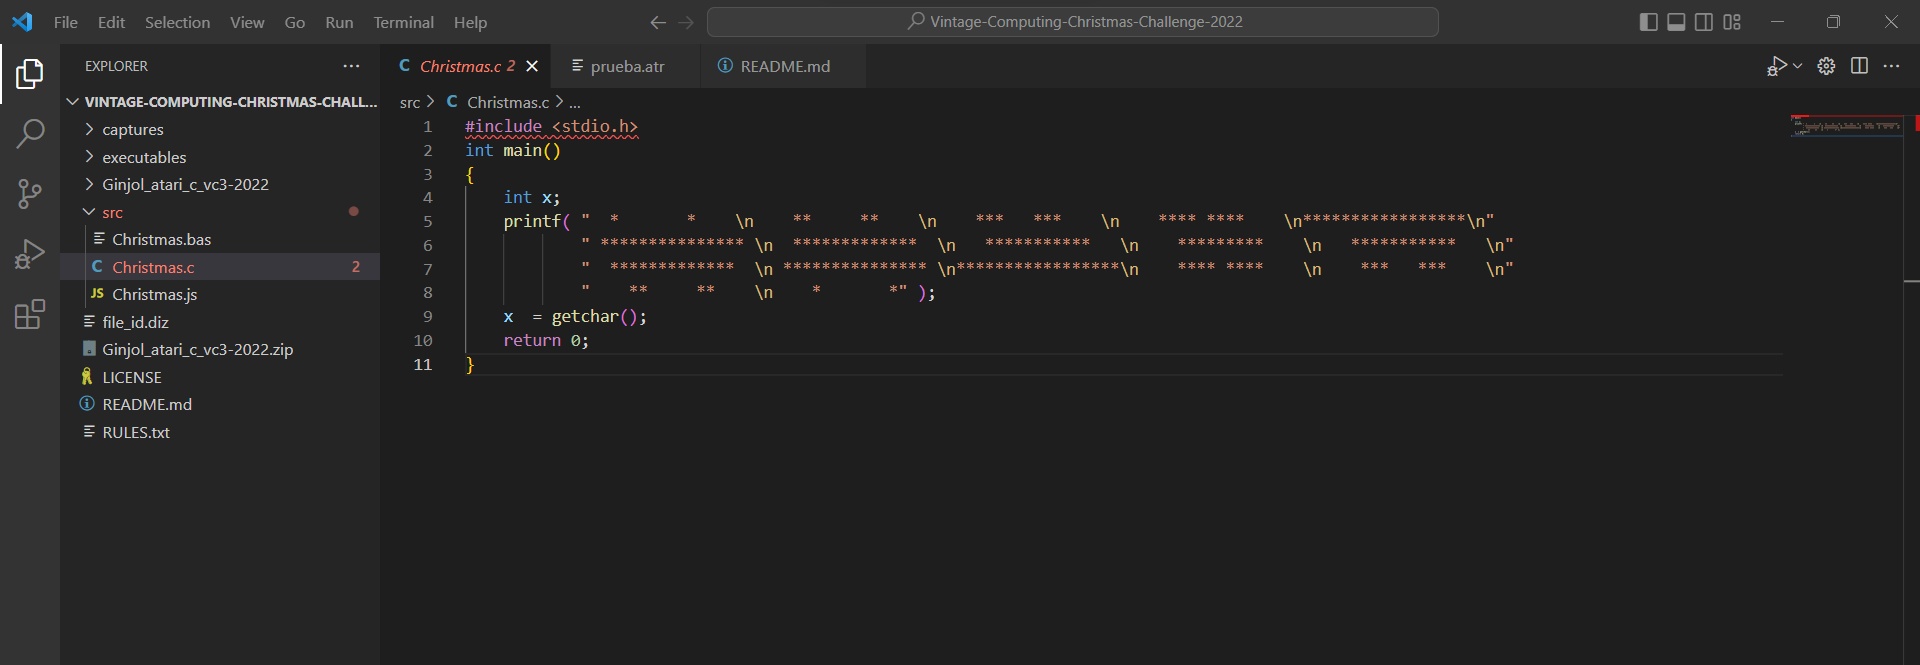 File Edit Selection View Go Run Terminal Help
Vintage-Computing-Christmas-Challenge-2022
EXPLORER
VINTAGE-COMPUTING-CHRISTMAS-CHALL...
captures
executables
Ginjol_atari_c_vc3-2022
src
Christmas.bas
C Christmas.c 2
JS Christmas.js
file_id.diz
Ginjol_atari_c_vc3-2022.zip
LICENSE
README.md
RULES.txt
C Christmas.c 2 prueba.atr README.md
src > C Christmas.c > ...
1 #include <stdio.h>
2 int main()
3 {
4     int x;
5     printf( "  *       *    \n    **     **    \n    ***   ***    \n    **** ****    \n*****************\n"
6             " *************** \n  *************  \n   ***********   \n    *********    \n   ***********   \n"
7             "  *************  \n *************** \n*****************\n    **** ****    \n    ***   ***    \n"
8             "    **     **    \n    *       *" );
9     x  = getchar();
10     return 0;
11 }